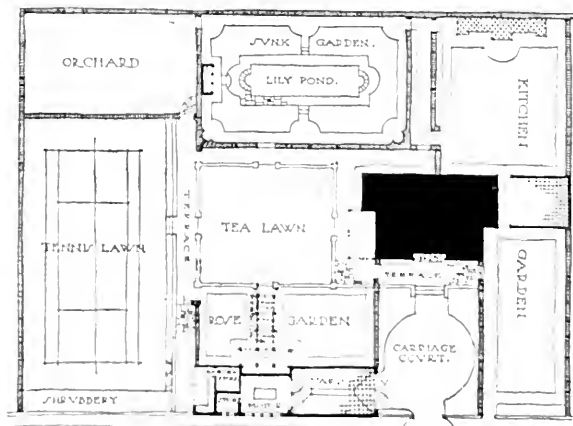 ORCHARD
SUNK GARDEN.
LILY POND.
KITCHEN
TENNIS LAWN
TERRACE
TEA LAWN
TERRACE
GARDEN
ROSE GARDEN
CARRIAGE
COURT.
SHRUBBERY